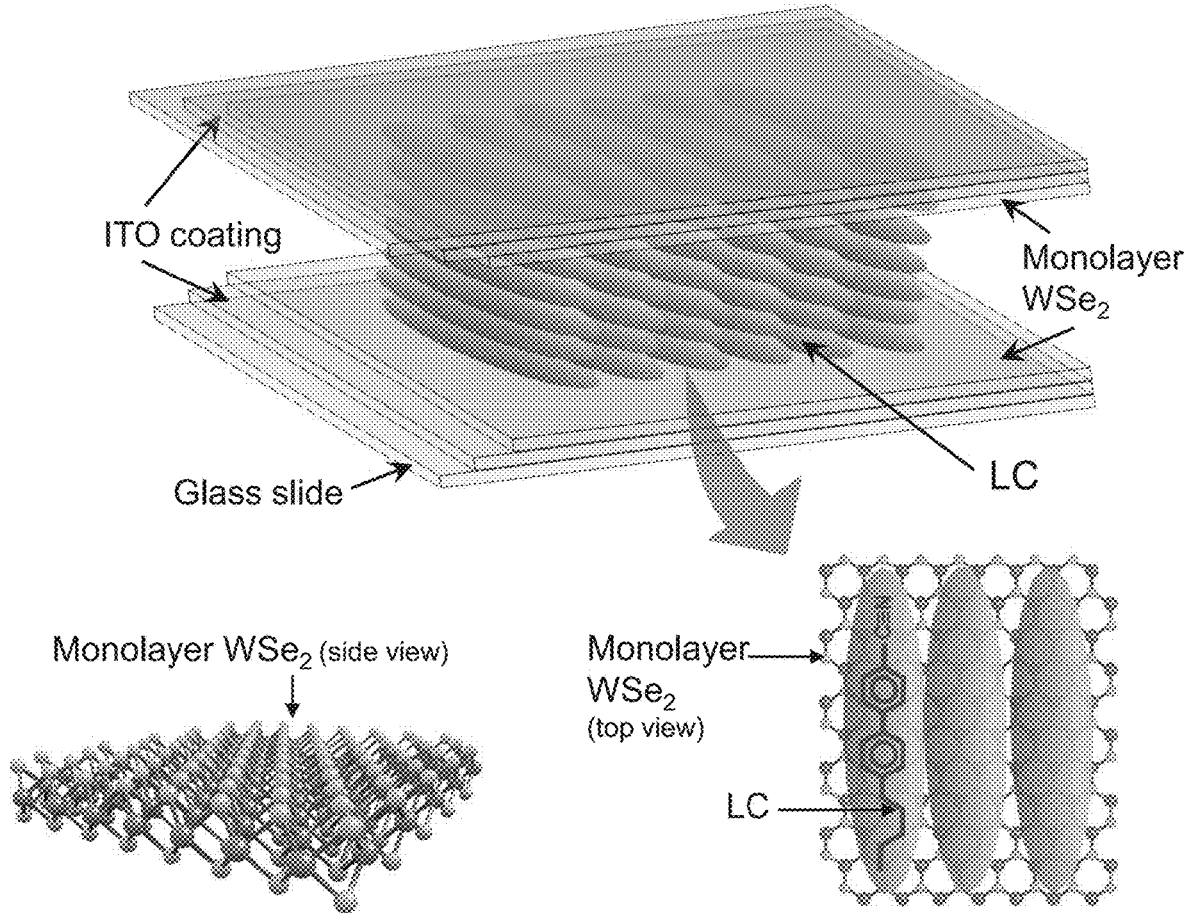 ITO coating
Monolayer
WSe₂
Glass slide
LC
Monolayer WSe₂ (side view)
Monolayer
WSe₂
(top view)
LC